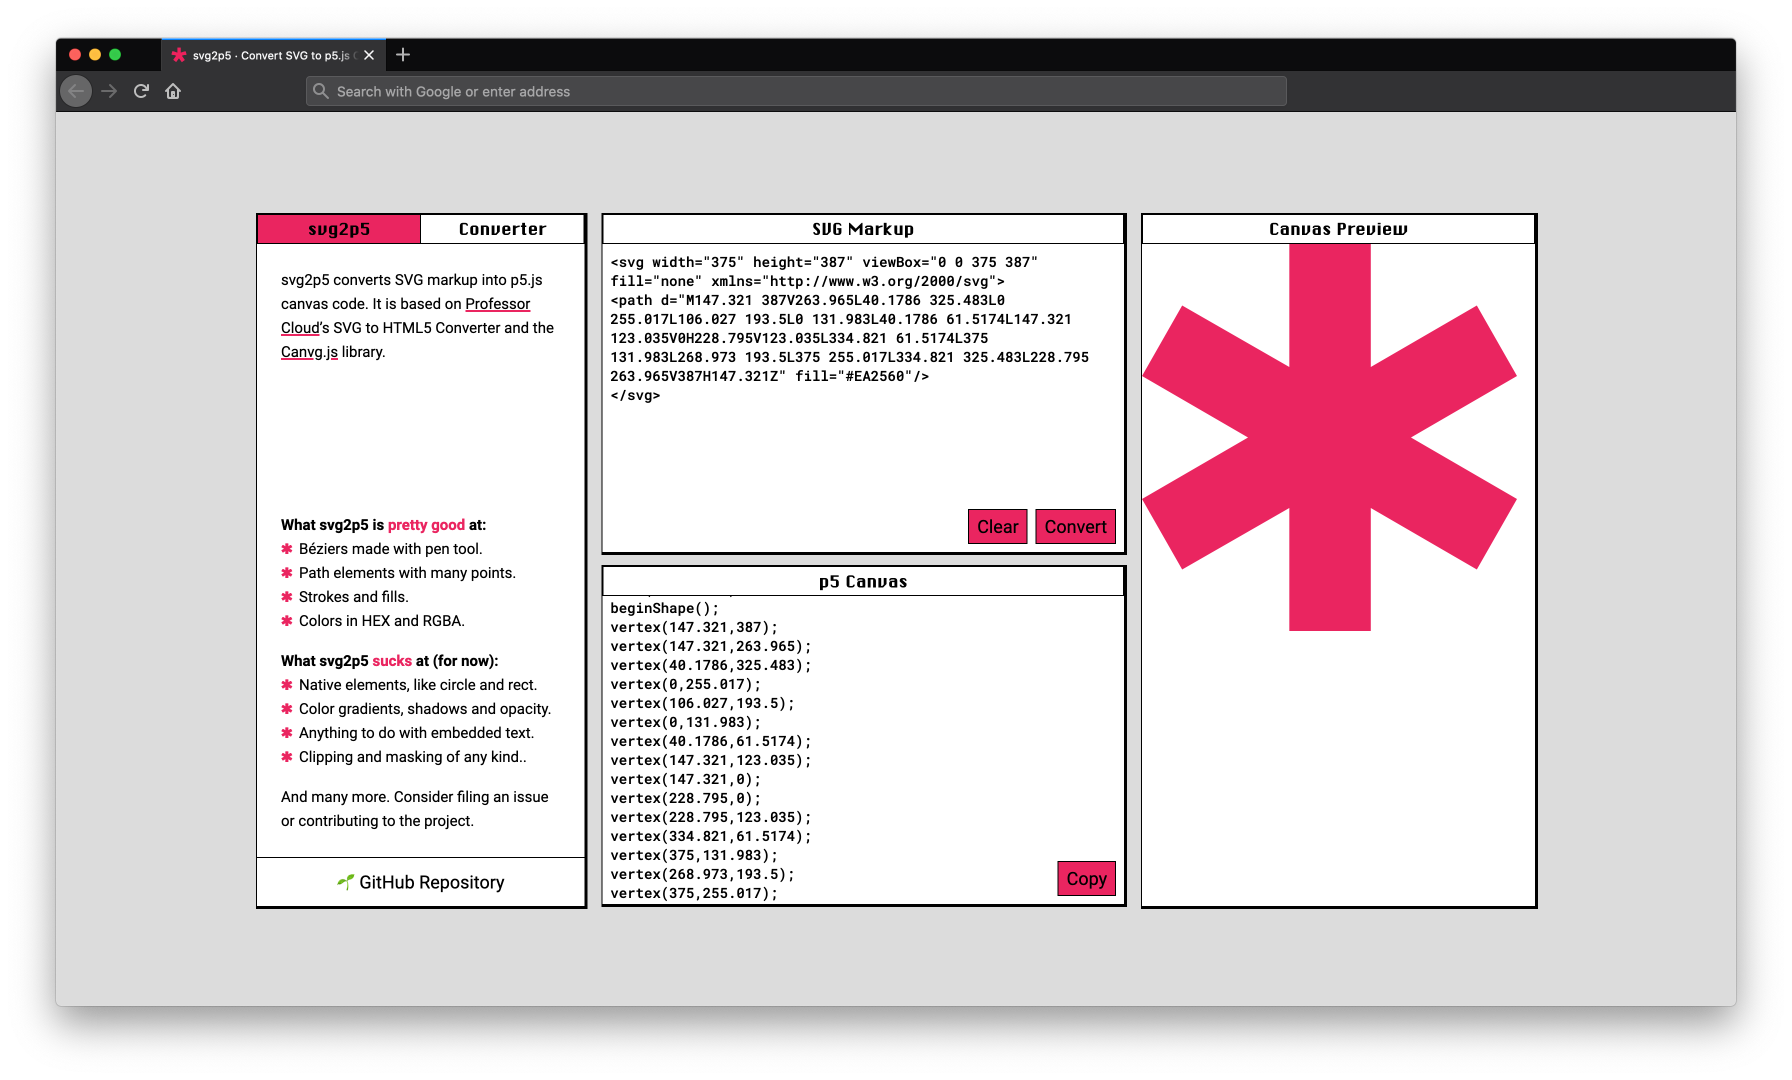 svg2p5 · Convert SVG to p5.js
Search with Google or enter address
svg2p5
Converter
svg2p5 converts SVG markup into p5.js
canvas code. It is based on Professor
Cloud's SVG to HTML5 Converter and the
Canvg.js library.
What svg2p5 is pretty good at:
✱ Béziers made with pen tool.
✱ Path elements with many points.
✱ Strokes and fills.
✱ Colors in HEX and RGBA.
What svg2p5 sucks at (for now):
✱ Native elements, like circle and rect.
✱ Color gradients, shadows and opacity.
✱ Anything to do with embedded text.
✱ Clipping and masking of any kind..
And many more. Consider filing an issue
or contributing to the project.
GitHub Repository
SVG Markup
<svg width="375" height="387" viewBox="0 0 375 387"
fill="none" xmlns="http://www.w3.org/2000/svg">
<path d="M147.321 387V263.965L40.1786 325.483L0
255.017L106.027 193.5L0 131.983L40.1786 61.5174L147.321
123.035V0H228.795V123.035L334.821 61.5174L375
131.983L268.973 193.5L375 255.017L334.821 325.483L228.795
263.965V387H147.321Z" fill="#EA2560"/>
</svg>
Clear
Convert
p5 Canvas
beginShape();
vertex(147.321,387);
vertex(147.321,263.965);
vertex(40.1786,325.483);
vertex(0,255.017);
vertex(106.027,193.5);
vertex(0,131.983);
vertex(40.1786,61.5174);
vertex(147.321,123.035);
vertex(147.321,0);
vertex(228.795,0);
vertex(228.795,123.035);
vertex(334.821,61.5174);
vertex(375,131.983);
vertex(268.973,193.5);
vertex(375,255.017);
Copy
Canvas Preview